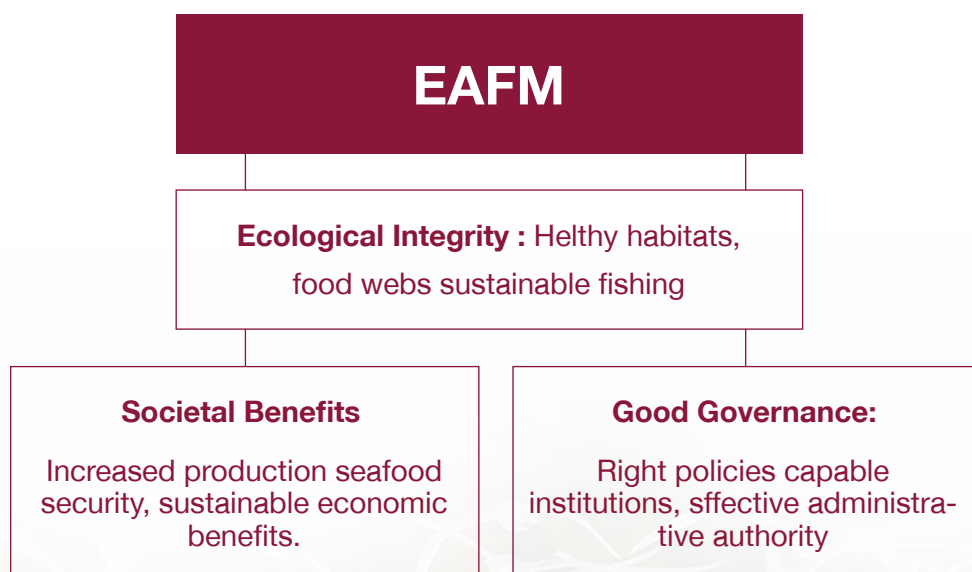 EAFM
Ecological Integrity : Helthy habitats,
food webs sustainable fishing
Societal Benefits
Increased production seafood
security, sustainable economic
benefits.
Good Governance:
Right policies capable
institutions, sffective administra-
tive authority